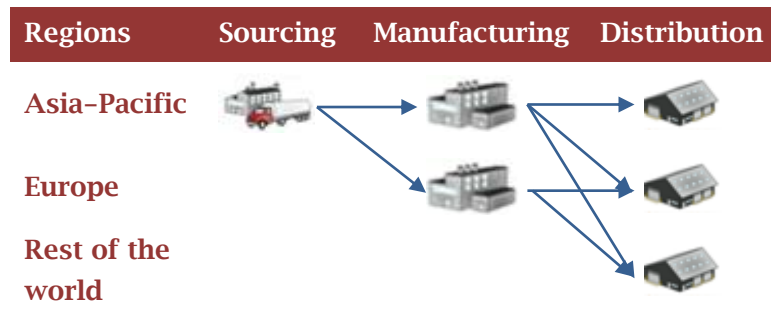 Regions Sourcing Manufacturing Distribution
Asia–Pacific
Europe
Rest of the
world